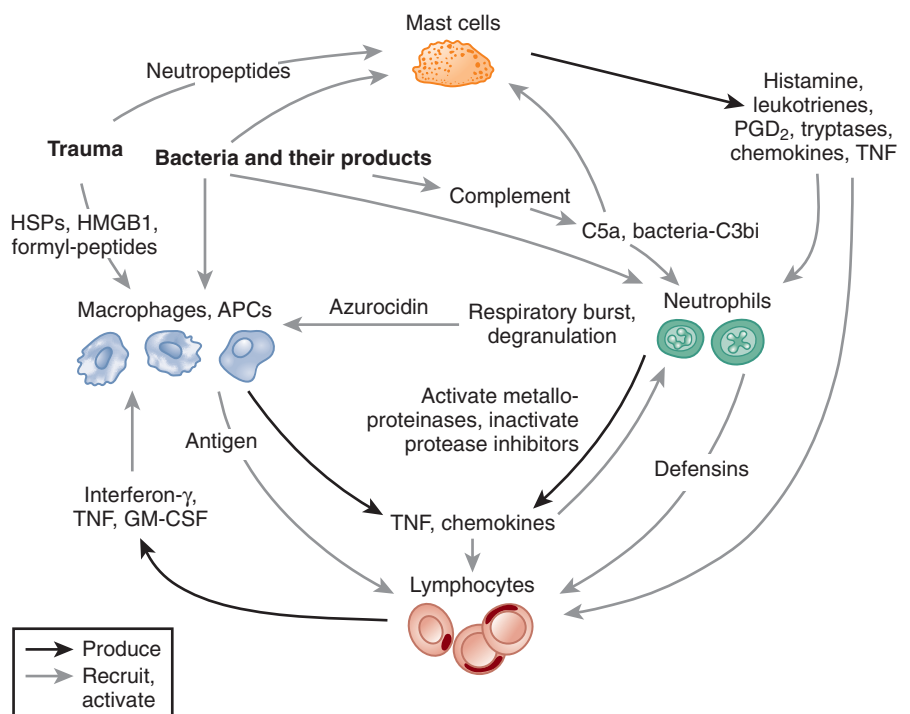 Mast cells
Neutropeptides
Histamine,
leukotrienes,
PGD₂, tryptases,
chemokines, TNF
Trauma
Bacteria and their products
Complement
C5a, bacteria-C3bi
HSPs, HMGB1,
formyl-peptides
Macrophages, APCs
Azurocidin
Respiratory burst,
degranulation
Neutrophils
Activate metallo-
proteinases, inactivate
protease inhibitors
Antigen
Defensins
Interferon-γ,
TNF, GM-CSF
TNF, chemokines
Lymphocytes
Produce
Recruit,
activate